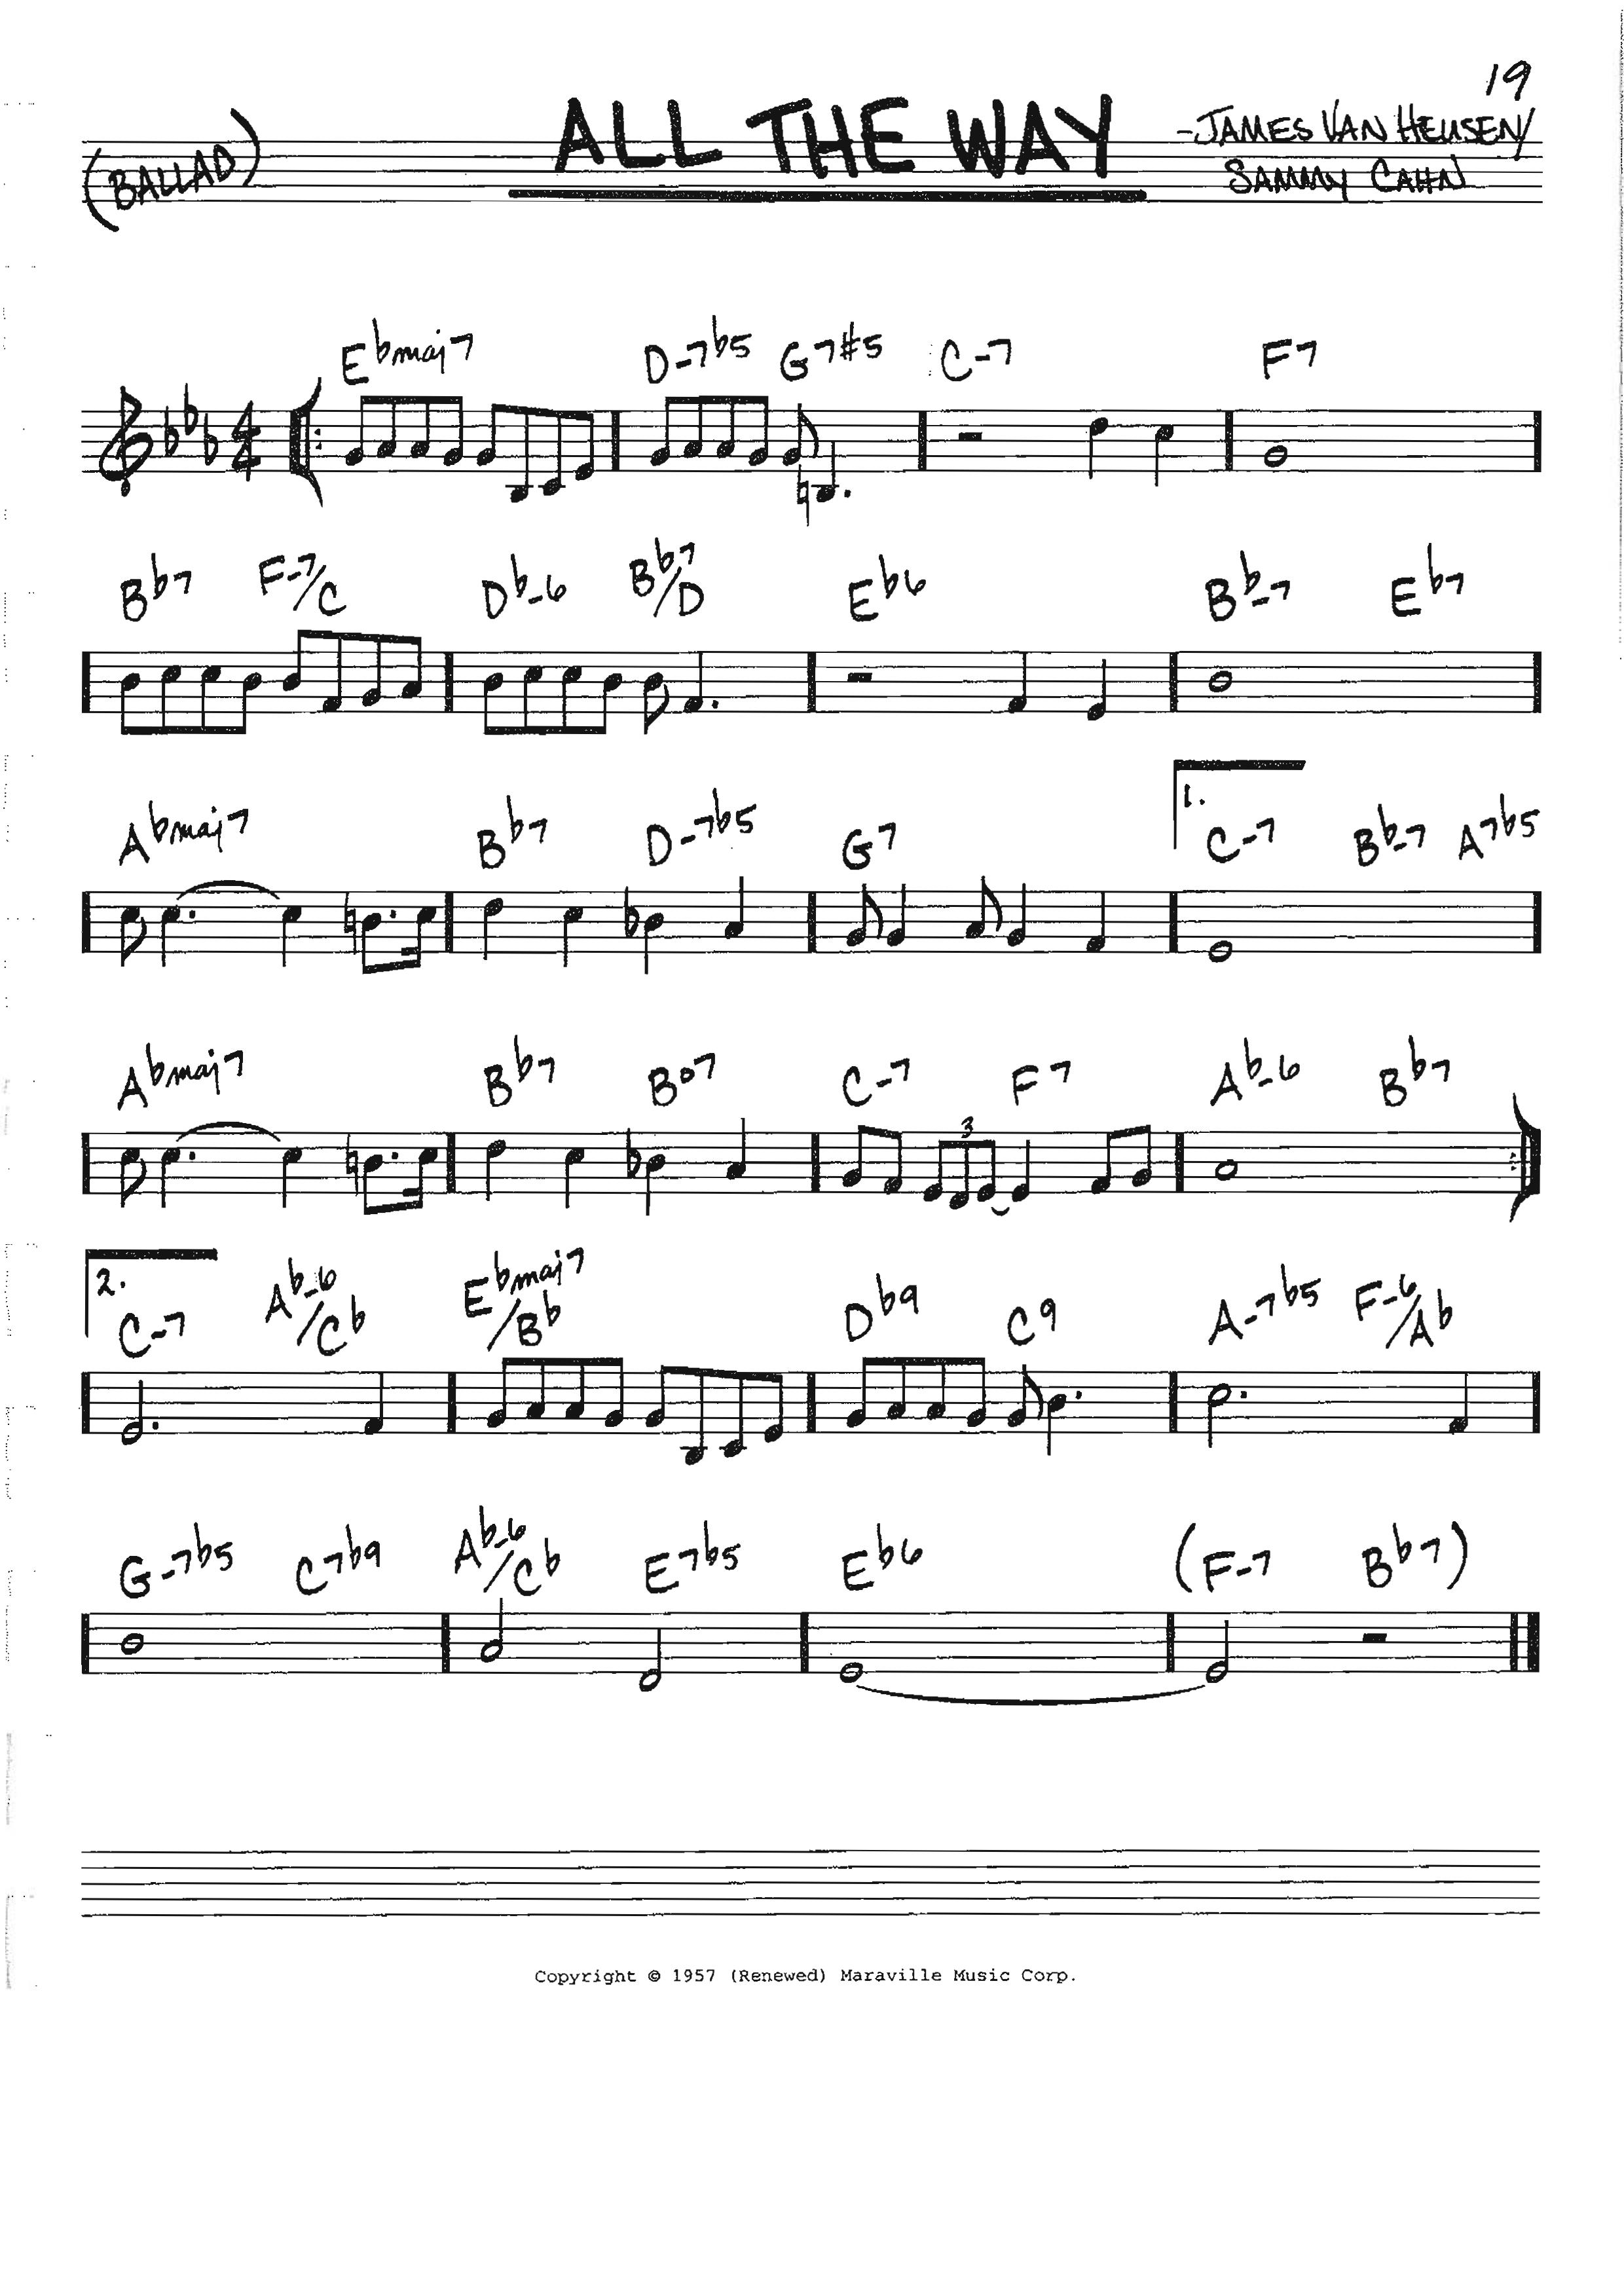 19
(BALLAD) ALL THE WAY -JAMES VAN HEUSEN/
SAMMY CAHN
E♭maj7 D-7♭5 G7#5 C-7 F7
4/4
B♭7 F-7/C D♭-6 B♭7/D E♭6 B♭-7 E♭7
1.
A♭maj7 B♭7 D-7♭5 G7 C-7 B♭-7 A7♭5
A♭maj7 B♭7 B°7 C-7 F7 A♭-6 B♭7
3
2.
C-7 A♭-6/C♭ E♭maj7/B♭ D♭9 C9 A-7♭5 F-6/A♭
G-7♭5 C7♭9 A♭-6/C♭ E7♭5 E♭6 (F-7 B♭7)
Copyright © 1957 (Renewed) Maraville Music Corp.